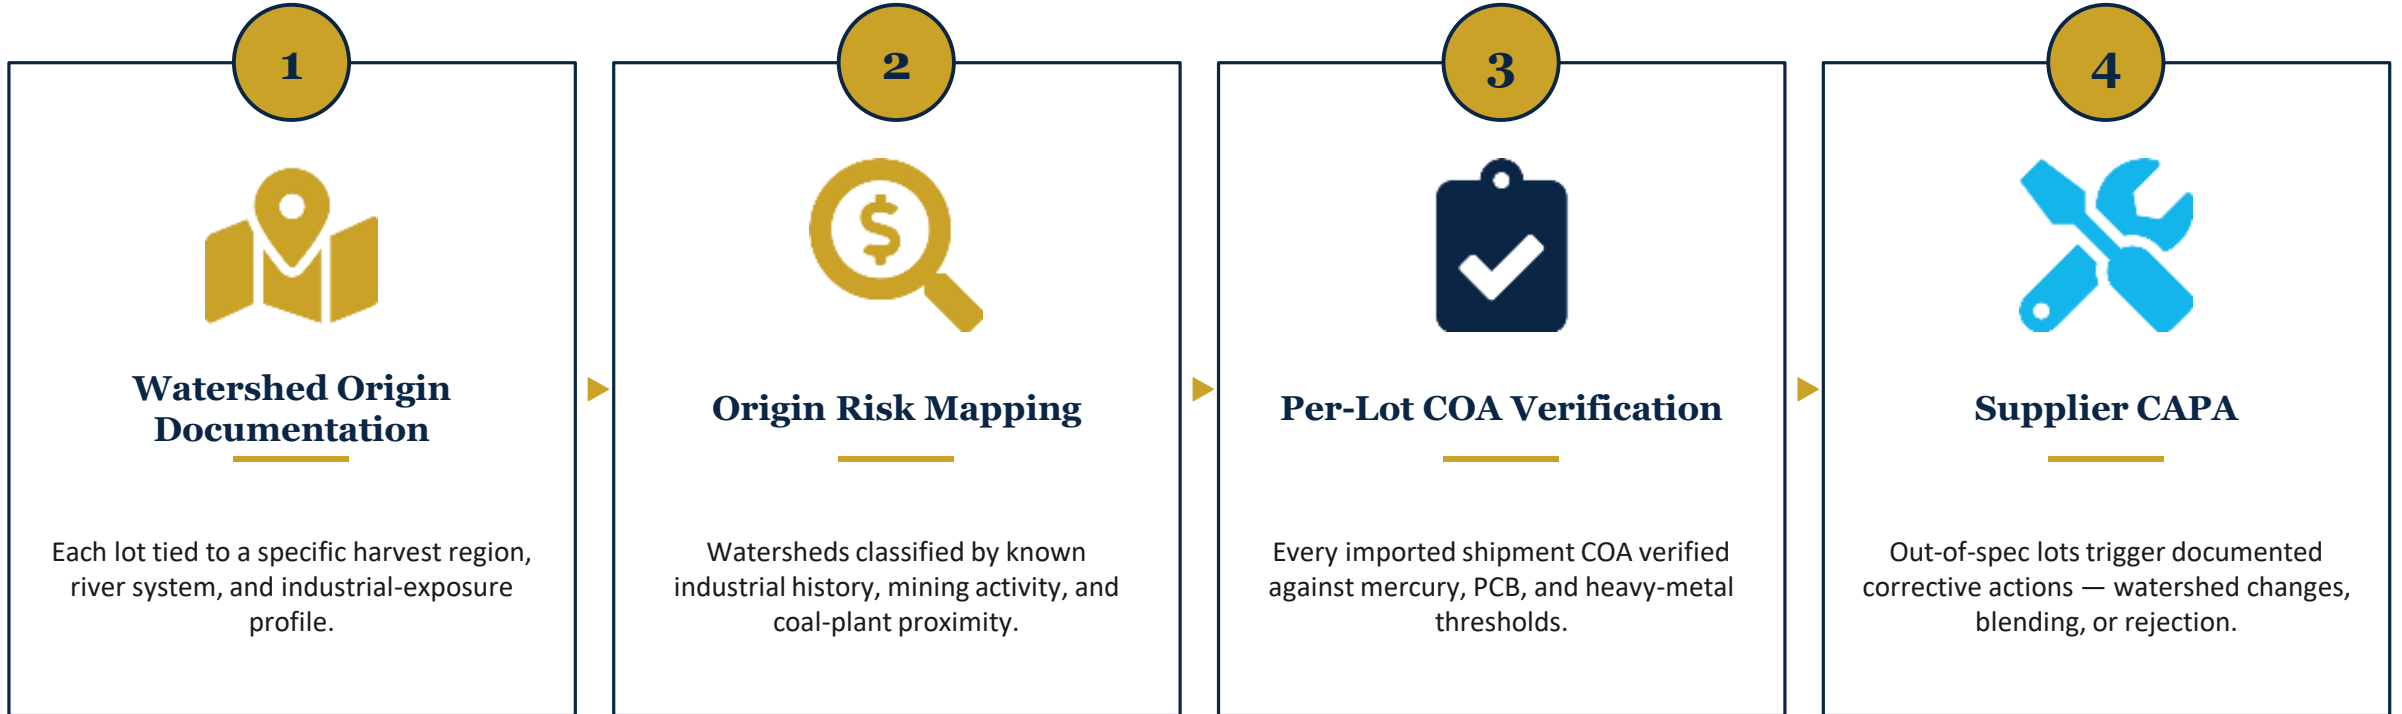 1
Watershed Origin
Documentation
Each lot tied to a specific harvest region,
river system, and industrial-exposure
profile.
2
$
Origin Risk Mapping
Watersheds classified by known
industrial history, mining activity, and
coal-plant proximity.
3
Per-Lot COA Verification
Every imported shipment COA verified
against mercury, PCB, and heavy-metal
thresholds.
4
Supplier CAPA
Out-of-spec lots trigger documented
corrective actions — watershed changes,
blending, or rejection.